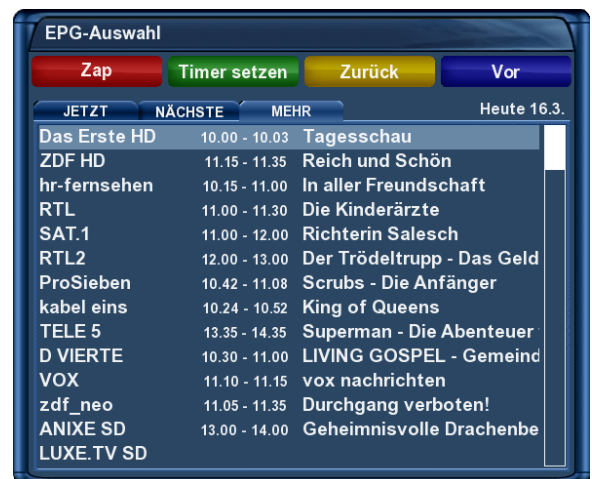 EPG-Auswahl
Zap Timer setzen Zurück Vor
JETZT NÄCHSTE MEHR Heute 16.3.
Das Erste HD 10.00 - 10.03 Tagesschau
ZDF HD 11.15 - 11.35 Reich und Schön
hr-fernsehen 10.15 - 11.00 In aller Freundschaft
RTL 11.00 - 11.30 Die Kinderärzte
SAT.1 11.00 - 12.00 Richterin Salesch
RTL2 12.00 - 13.00 Der Trödeltrupp - Das Geld
ProSieben 10.42 - 11.08 Scrubs - Die Anfänger
kabel eins 10.24 - 10.52 King of Queens
TELE 5 13.35 - 14.35 Superman - Die Abenteuer
D VIERTE 10.30 - 11.00 LIVING GOSPEL - Gemeind
VOX 11.10 - 11.15 vox nachrichten
zdf_neo 11.05 - 11.35 Durchgang verboten!
ANIXE SD 13.00 - 14.00 Geheimnisvolle Drachenbe
LUXE.TV SD